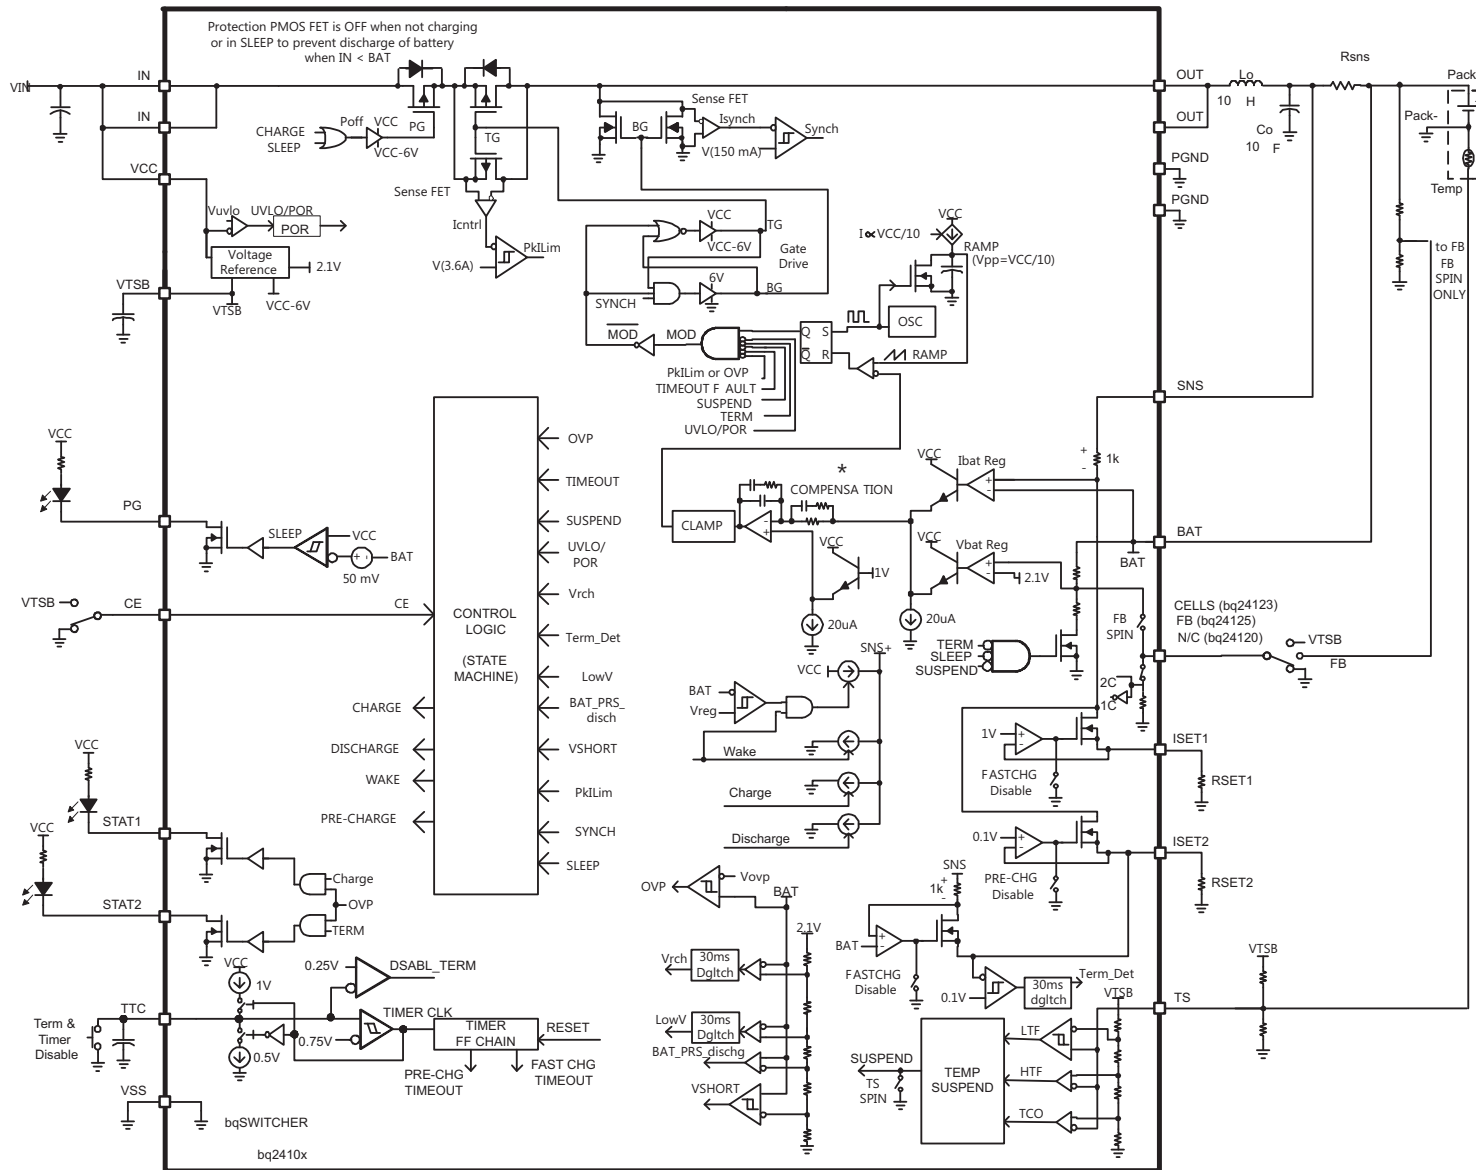 Protection PMOS FET is OFF when not charging
or in SLEEP to prevent discharge of battery
when IN < BAT
VIN
IN
IN
VCC
CHARGE
SLEEP
Poff
VCC
VCC-6V
PG
TG
Sense FET
Icntrl
V(3.6A)
PkILim
BG
Sense FET
Isynch
V(150 mA)
Synch
OUT
OUT
PGND
PGND
Lo
10 H
Co
10 F
Rsns
Pack+
Pack-
Temp
Vuvlo
UVLO/POR
POR
Voltage
Reference
2.1V
VTSB
VTSB
VCC-6V
VCC
VCC-6V
TG
Gate
Drive
6V
BG
SYNCH
MOD
MOD
I ∝ VCC/10
VCC
RAMP
(Vpp=VCC/10)
OSC
Q S
Q R
RAMP
PkILim or OVP
TIMEOUT F AULT
SUSPEND
TERM
UVLO/POR
to FB
FB
SPIN
ONLY
SNS
+
-
1k
VCC
PG
SLEEP
VCC
+ -
BAT
50 mV
VTSB
CE
CE
CONTROL
LOGIC
(STATE
MACHINE)
OVP
TIMEOUT
SUSPEND
UVLO/
POR
Vrch
Term_Det
LowV
BAT_PRS_
disch
VSHORT
PkILim
SYNCH
SLEEP
CHARGE
DISCHARGE
WAKE
PRE-CHARGE
CLAMP
*
COMPENSA TION
-
+
VCC
1V
20uA
VCC
Ibat Reg
+
-
VCC
Vbat Reg
+
-
2.1V
20uA
BAT
BAT
FB
SPIN
TERM
SLEEP
SUSPEND
CELLS (bq24123)
FB (bq24125)
N/C (bq24120)
VTSB
FB
2C
1C
SNS+
VCC
BAT
Vreg
Wake
Charge
Discharge
1V
+
-
FASTCHG
Disable
ISET1
RSET1
0.1V
+
-
PRE-CHG
Disable
ISET2
RSET2
VCC
STAT1
VCC
STAT2
Charge
OVP
TERM
OVP
Vovp
BAT
2.1V
Vrch
30ms
Dgltch
LowV
30ms
Dgltch
BAT_PRS_dischg
VSHORT
SNS
+
-
1k
BAT
+
-
FASTCHG
Disable
0.1V
30ms
dgltch
Term_Det
VTSB
VTSB
TS
LTF
HTF
TCO
TEMP
SUSPEND
SUSPEND
TS
SPIN
Term &
Timer
Disable
TTC
VCC
1V
0.5V
0.25V
DSABL_TERM
TIMER CLK
0.75V
TIMER
FF CHAIN
RESET
PRE-CHG
TIMEOUT
FAST CHG
TIMEOUT
VSS
bqSWITCHER
bq2410x